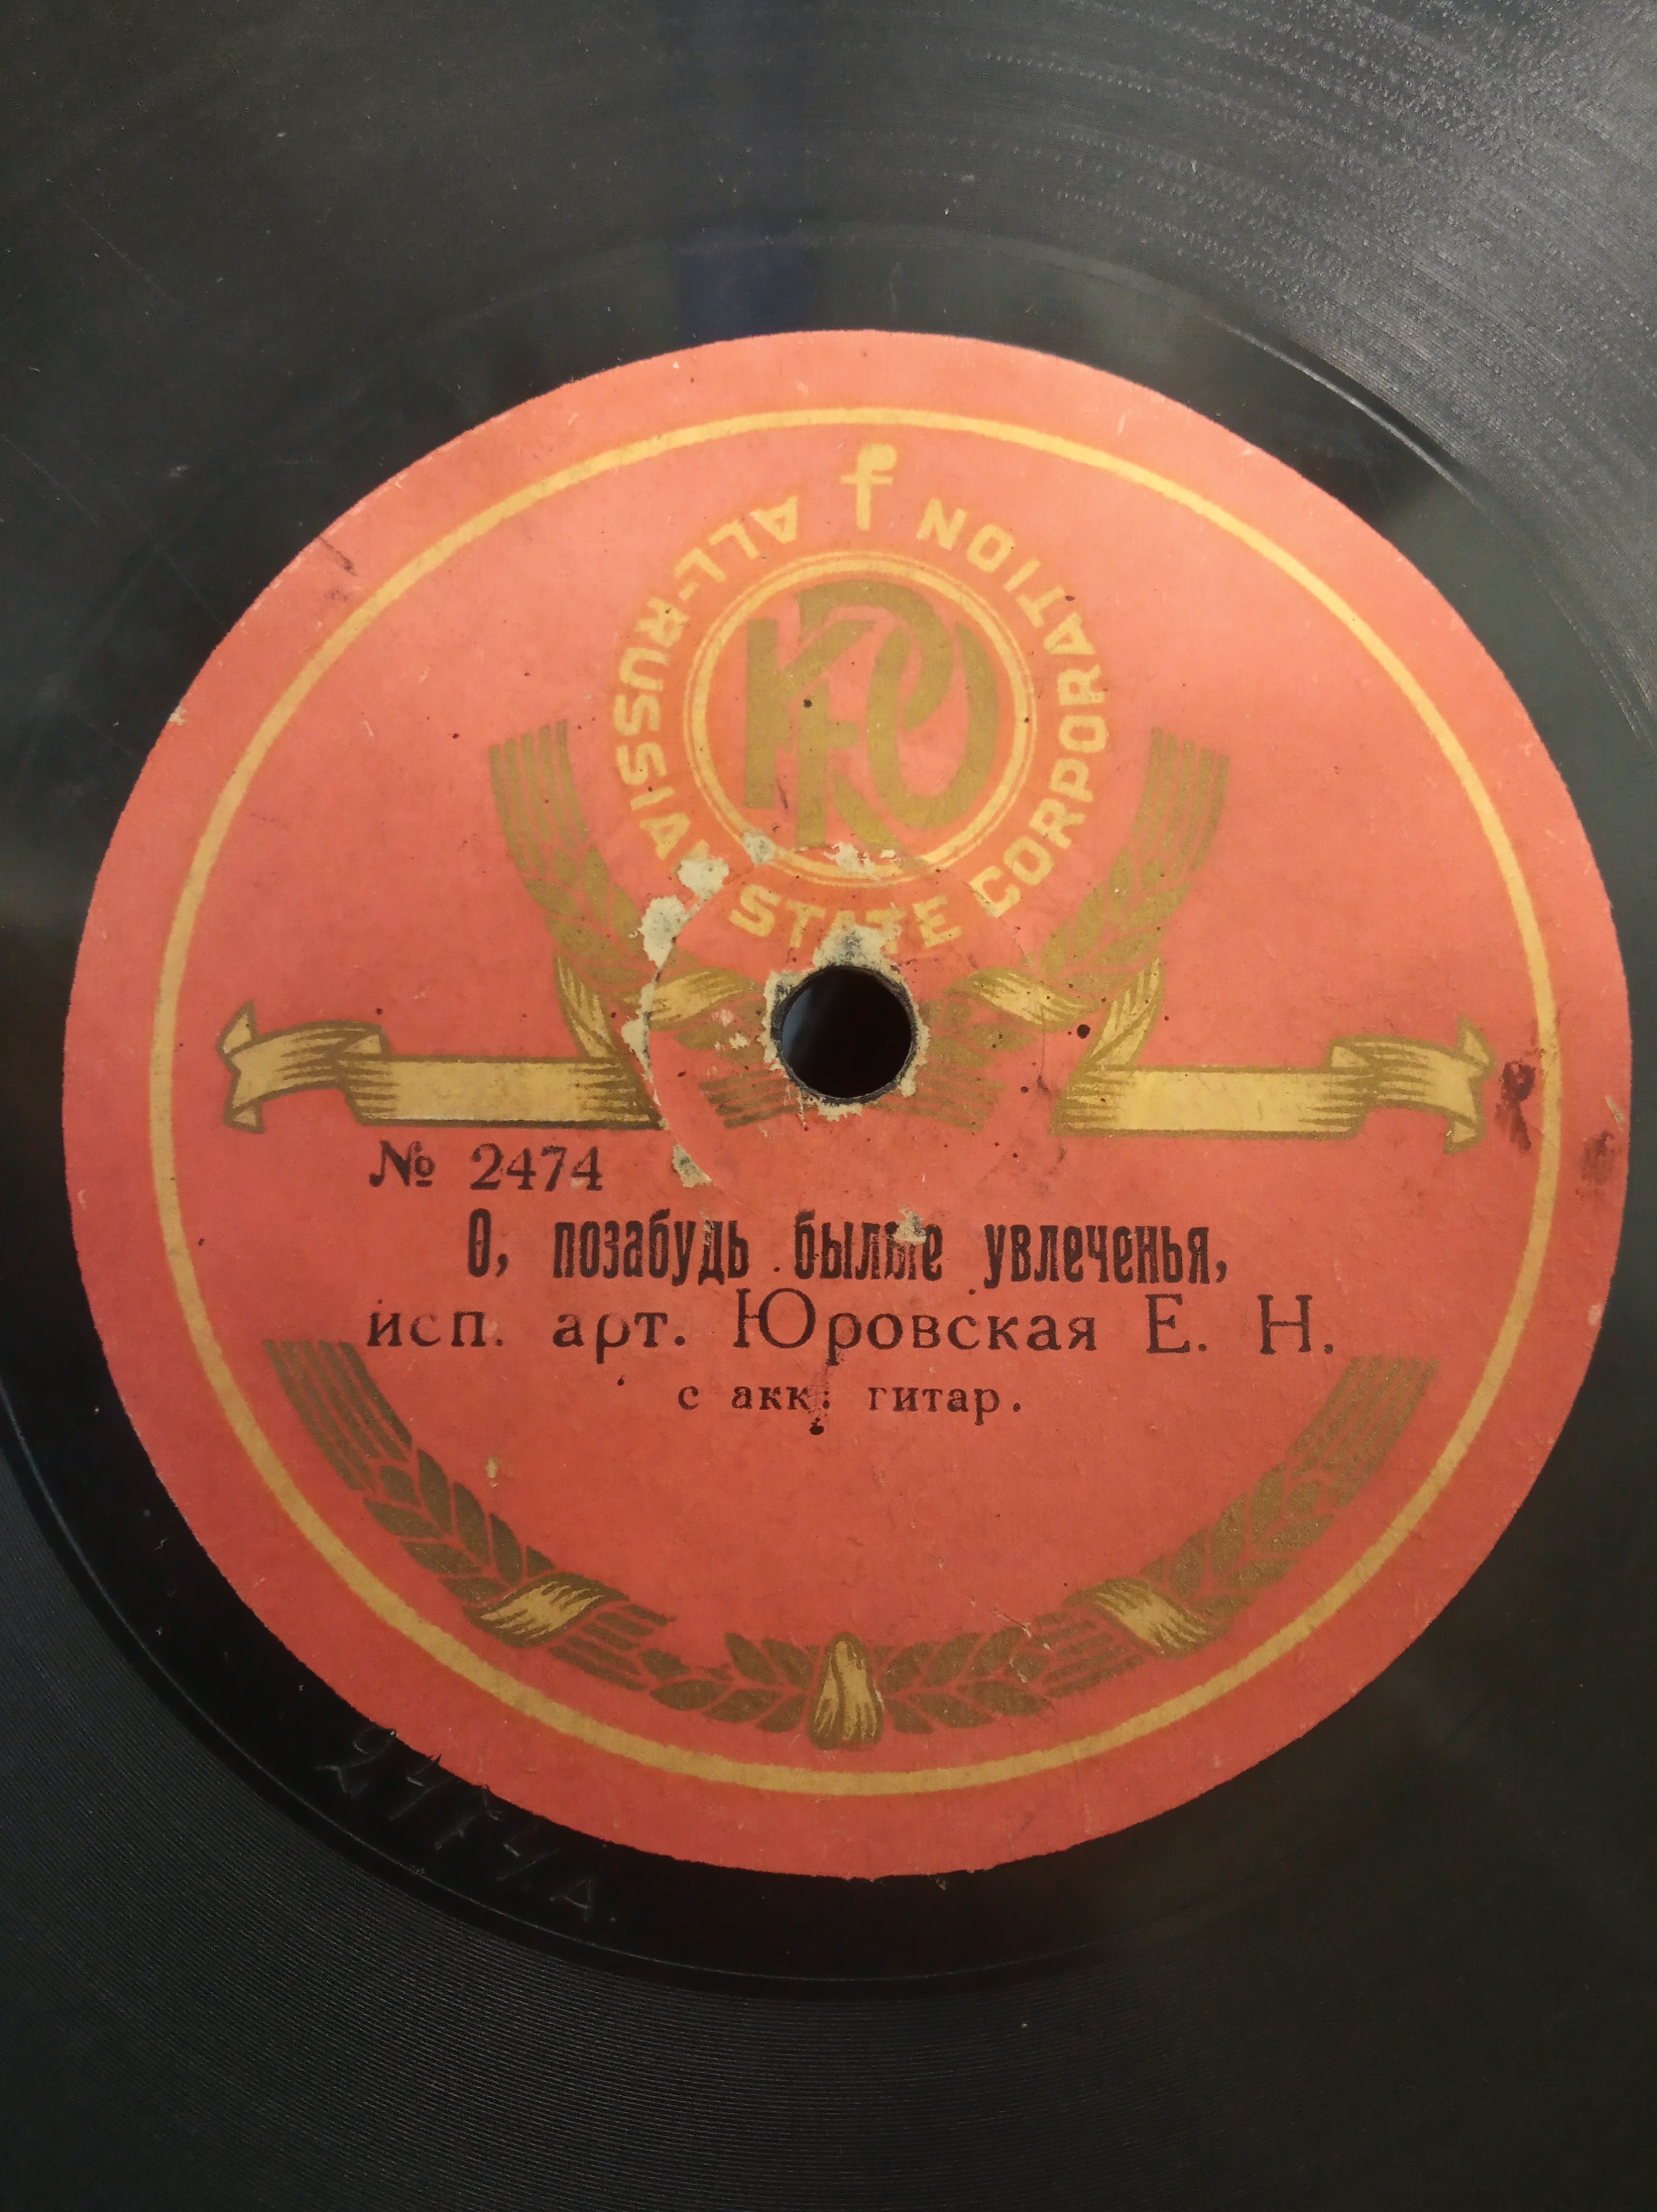 ALL-RUSSIAN STATE CORPORATION
№ 2474
О, позабудь былые увлеченья,
исп. арт. Юровская Е. Н.
с акк. гитар.